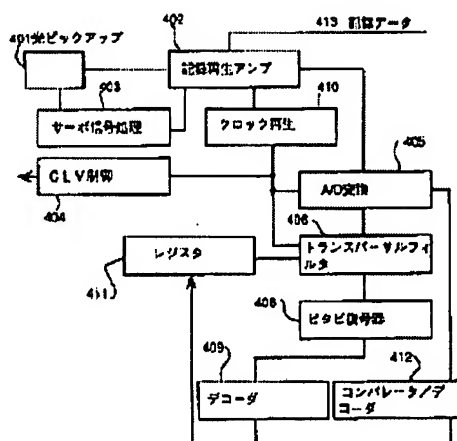 402
413 記録データ
401光ピックアップ
記録再生アンプ
403
410
サーボ信号処理
クロック再生
405
CLV制御
A/D変換
404
406
レジスタ
トランスバーサルフィ
ルタ
411
408
ビタビ復号器
409
412
デコーダ
コンパレータ/デ
コーダ